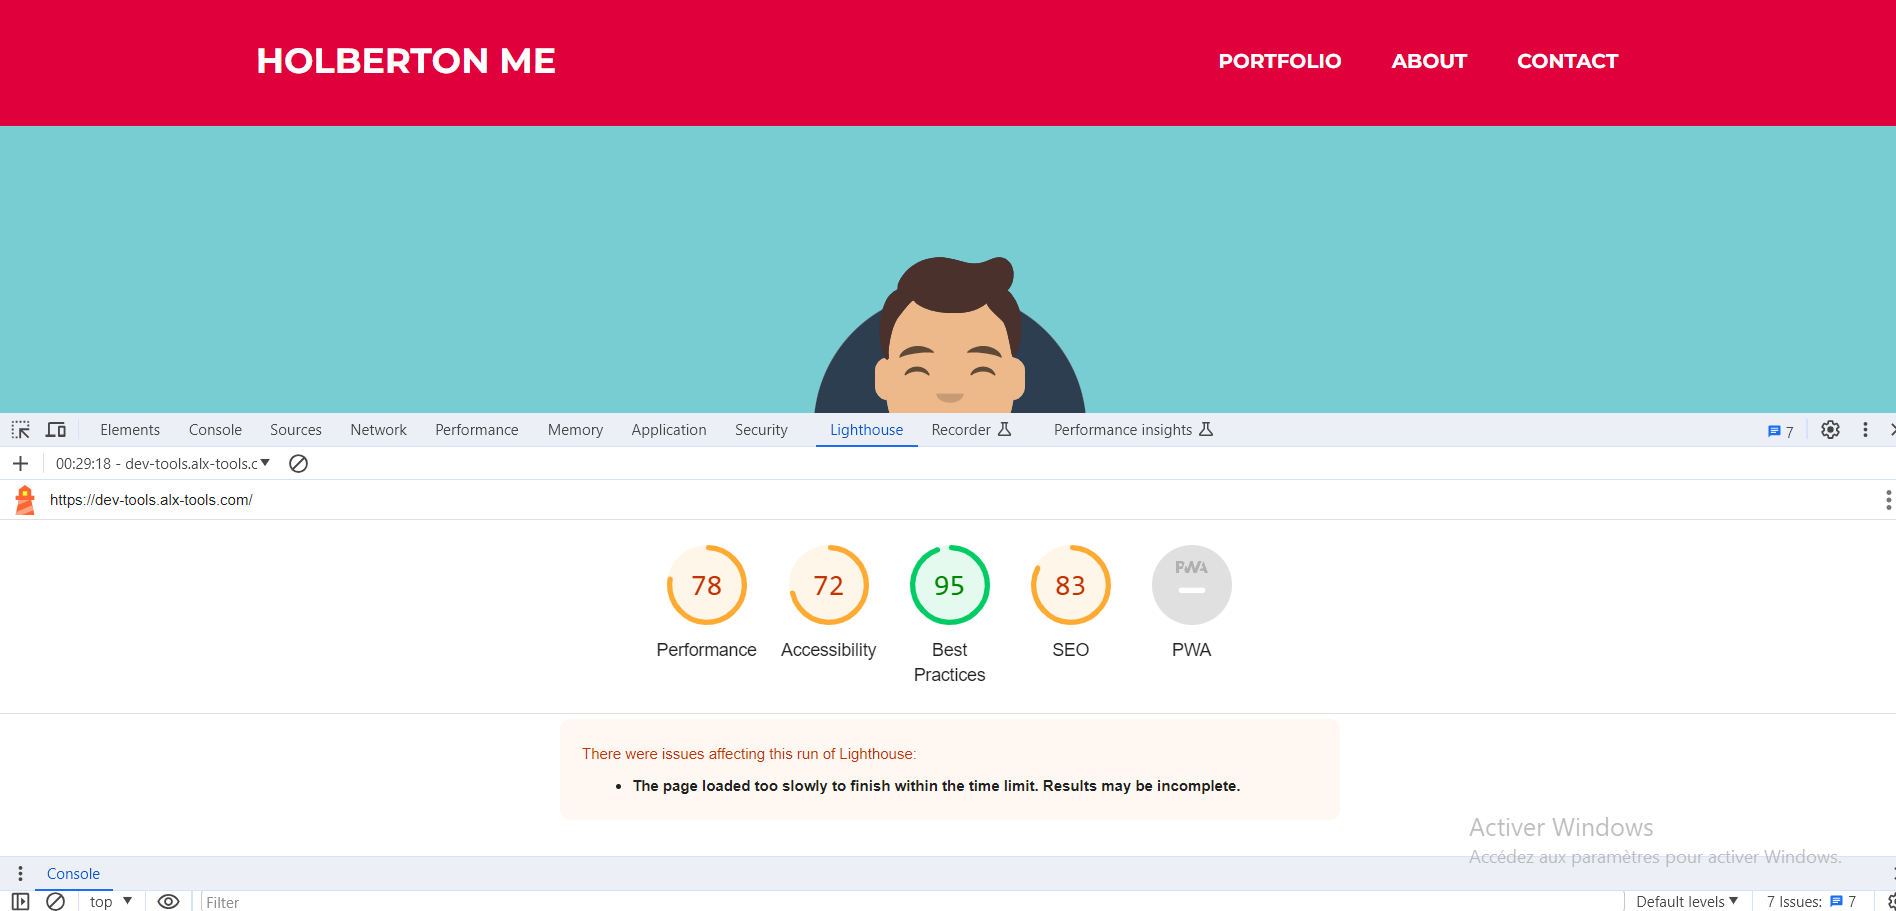 HOLBERTON ME
PORTFOLIO ABOUT CONTACT
Elements Console Sources Network Performance Memory Application Security Lighthouse Recorder Performance insights 7
00:29:18 - dev-tools.alx-tools.c
https://dev-tools.alx-tools.com/
78 72 95 83 PWA
Performance Accessibility Best Practices SEO PWA
There were issues affecting this run of Lighthouse:
• The page loaded too slowly to finish within the time limit. Results may be incomplete.
Activer Windows
Accédez aux paramètres pour activer Windows.
Console
top Filter Default levels 7 Issues: 7